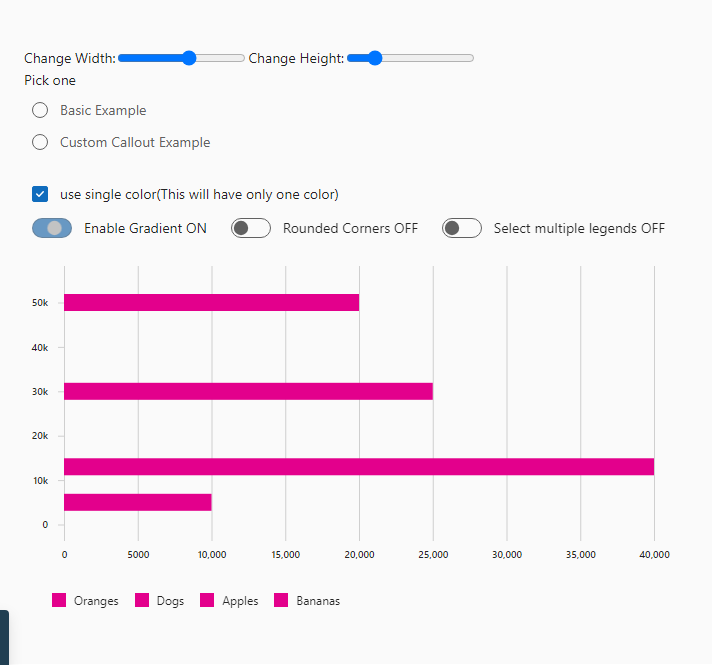 Change Width: Change Height:
Pick one
Basic Example
Custom Callout Example
use single color(This will have only one color)
Enable Gradient ON Rounded Corners OFF Select multiple legends OFF
50k
40k
30k
20k
10k
0
0 5000 10,000 15,000 20,000 25,000 30,000 35,000 40,000
Oranges Dogs Apples Bananas